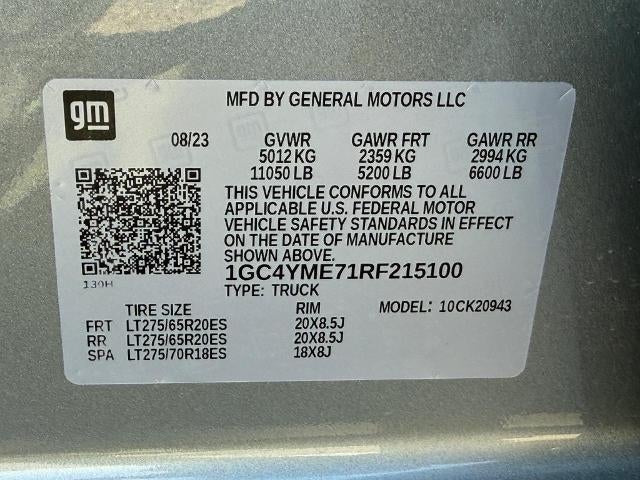 gm
MFD BY GENERAL MOTORS LLC
08/23 GVWR GAWR FRT GAWR RR
5012 KG 2359 KG 2994 KG
11050 LB 5200 LB 6600 LB
THIS VEHICLE CONFORMS TO ALL
APPLICABLE U.S. FEDERAL MOTOR
VEHICLE SAFETY STANDARDS IN EFFECT
ON THE DATE OF MANUFACTURE
SHOWN ABOVE.
1GC4YME71RF215100
130H
TYPE: TRUCK
TIRE SIZE RIM MODEL: 10CK20943
FRT LT275/65R20ES 20X8.5J
RR LT275/65R20ES 20X8.5J
SPA LT275/70R18ES 18X8J